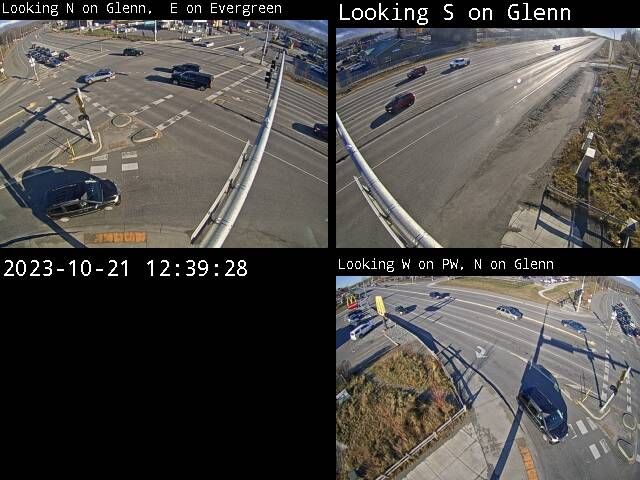 Looking N on Glenn,  E on Evergreen
Looking S on Glenn
2023-10-21 12:39:28
Looking W on PW, N on Glenn